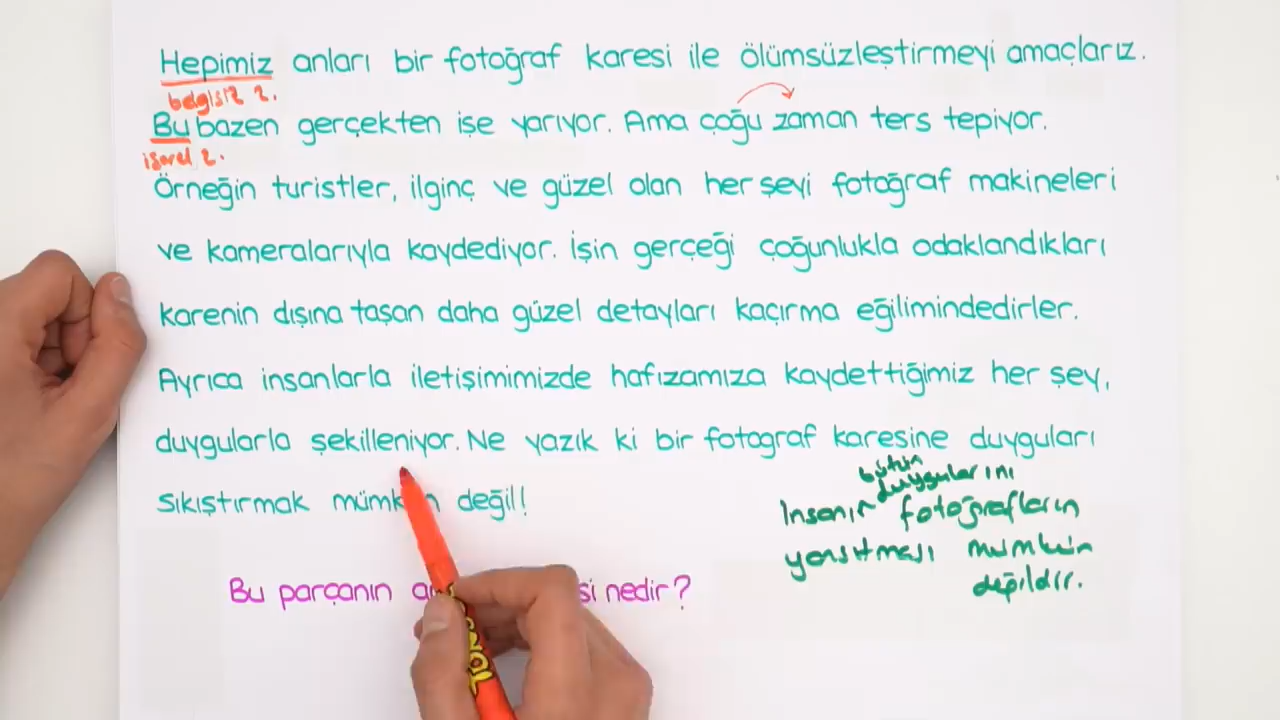 Hepimiz anları bir fotoğraf karesi ile ölümsüzleştirmeyi amaçlarız.
belgisiz z.
Bu bazen gerçekten işe yarıyor. Ama çoğu zaman ters tepiyor.
işaret z.
Örneğin turistler, ilginç ve güzel olan her şeyi fotoğraf makineleri
ve kameralarıyla kaydediyor. İşin gerçeği çoğunlukla odaklandıkları
karenin dışına taşan daha güzel detayları kaçırma eğilimindedirler.
Ayrıca insanlarla iletişimimizde hafızamıza kaydettiğimiz her şey,
duygularla şekilleniyor. Ne yazık ki bir fotograf karesine duyguları
sıkıştırmak değil!
bütün
duygularını
İnsanın fotoğrafların
yansıtması mümkün
değildir.
Bu parçanın nedir?